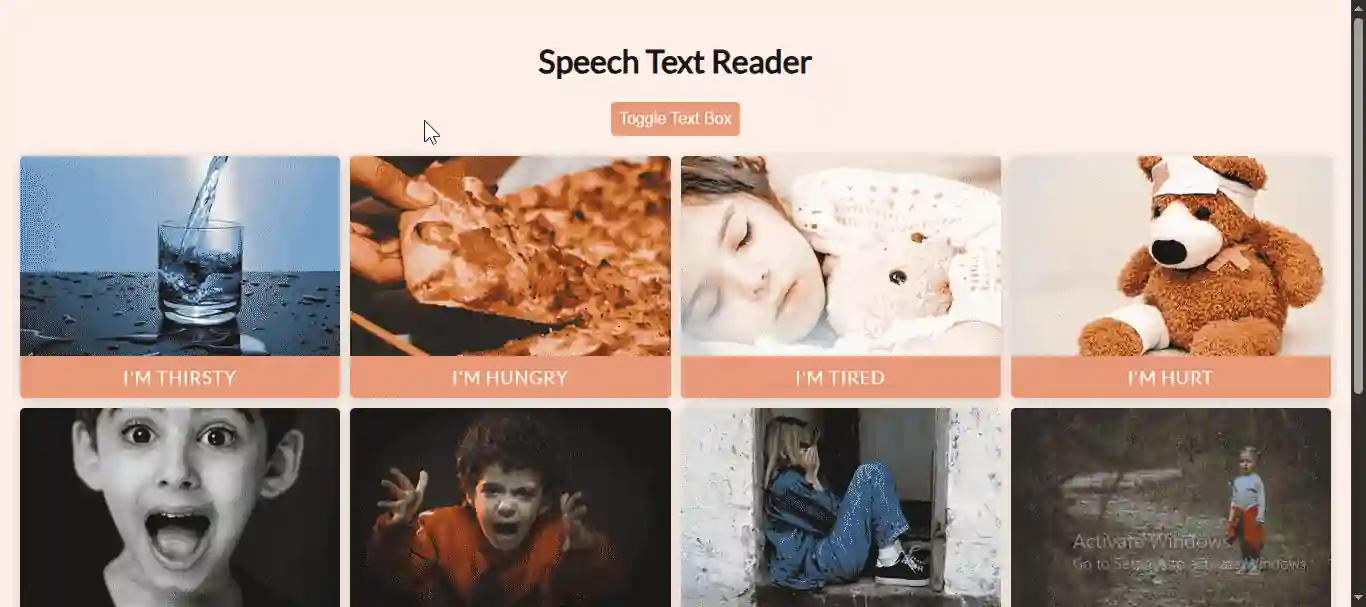 Speech Text Reader
Toggle Text Box
I'M THIRSTY
I'M HUNGRY
I'M TIRED
I'M HURT
Activate Windows
Go to Settings to activate Windows.